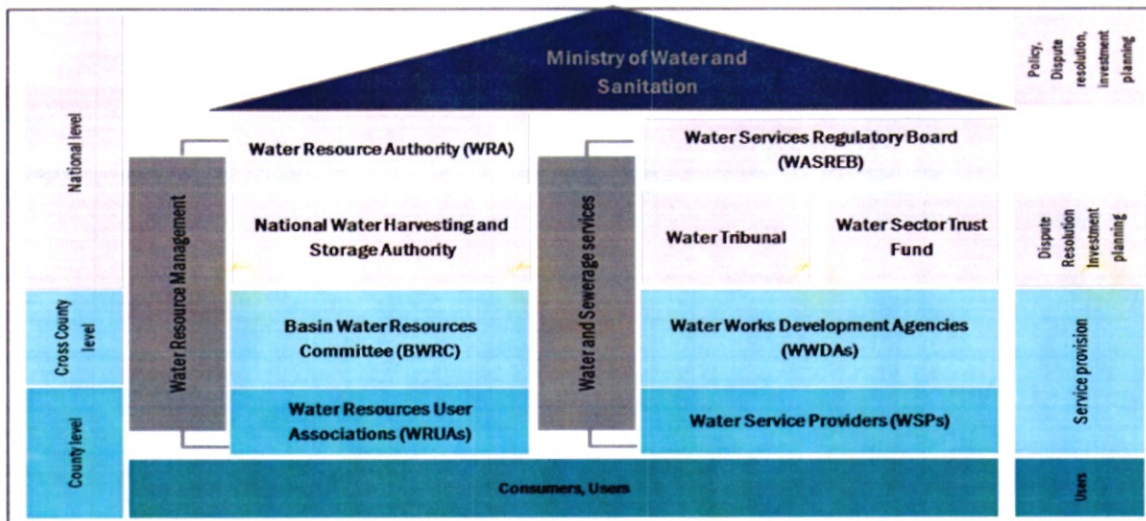 Ministry of Water and
Sanitation
Policy,
Dispute
resolution,
investment
planning
National level
Water Resource Authority (WRA)
Water Services Regulatory Board
(WASREB)
Water Resource Management
Water and Sewerage services
National Water Harvesting and
Storage Authority
Water Tribunal
Water Sector Trust
Fund
Dispute
Resolution
Investment
planning
Cross County
level
Basin Water Resources
Committee (BWRC)
Water Works Development Agencies
(WWDAs)
Service provision
County level
Water Resources User
Associations (WRUAs)
Water Service Providers (WSPs)
Consumers, Users
Users